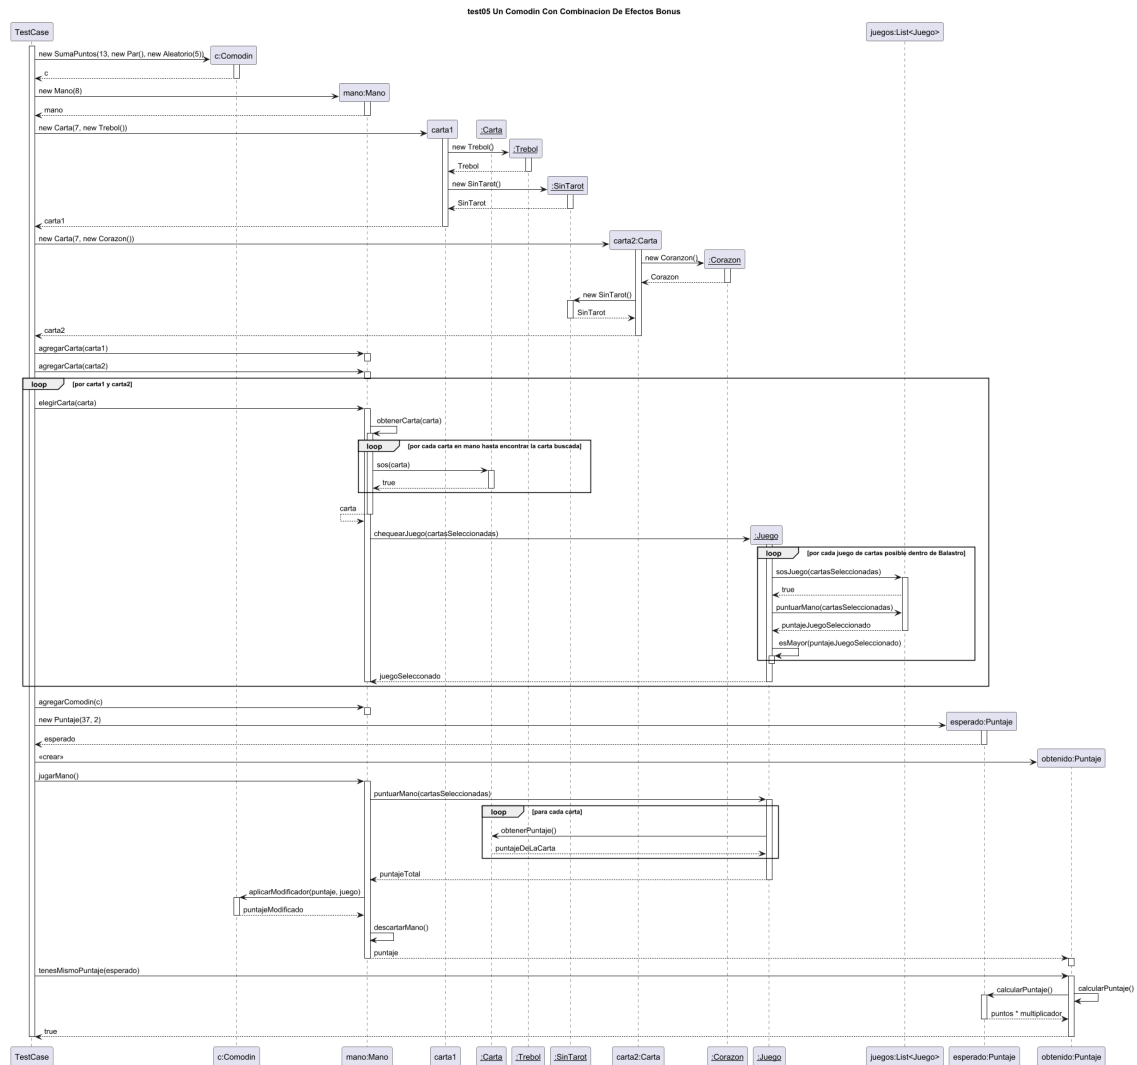 test05 Un Comodin Con Combinacion De Efectos Bonus
TestCase
juegos:List<Juego>
new SumaPuntos(13, new Par(), new Aleatorio(5))
c:Comodin
c
new Mano(8)
mano:Mano
mano
new Carta(7, new Trebol())
carta1
:Carta
new Trebol()
:Trebol
Trebol
new SinTarot()
:SinTarot
SinTarot
carta1
new Carta(7, new Corazon())
carta2:Carta
new Coranzon()
:Corazon
Corazon
new SinTarot()
SinTarot
carta2
agregarCarta(carta1)
agregarCarta(carta2)
loop [por carta1 y carta2]
elegirCarta(carta)
obtenerCarta(carta)
loop [por cada carta en mano hasta encontrar la carta buscada]
sos(carta)
true
carta
chequearJuego(cartasSeleccionadas)
:Juego
loop [por cada juego de cartas posible dentro de Balastro]
sosJuego(cartasSeleccionadas)
true
puntuarMano(cartasSeleccionadas)
puntajeJuegoSeleccionado
esMayor(puntajeJuegoSeleccionado)
juegoSelecconado
agregarComodin(c)
new Puntaje(37, 2)
esperado:Puntaje
esperado
«crear»
obtenido:Puntaje
jugarMano()
puntuarMano(cartasSeleccionadas)
loop [para cada carta]
obtenerPuntaje()
puntajeDeLaCarta
puntajeTotal
aplicarModificador(puntaje, juego)
puntajeModificado
descartarMano()
puntaje
tenesMismoPuntaje(esperado)
calcularPuntaje()
calcularPuntaje()
puntos * multiplicador
true
TestCase
c:Comodin
mano:Mano
carta1
:Carta
:Trebol
:SinTarot
carta2:Carta
:Corazon
:Juego
juegos:List<Juego>
esperado:Puntaje
obtenido:Puntaje